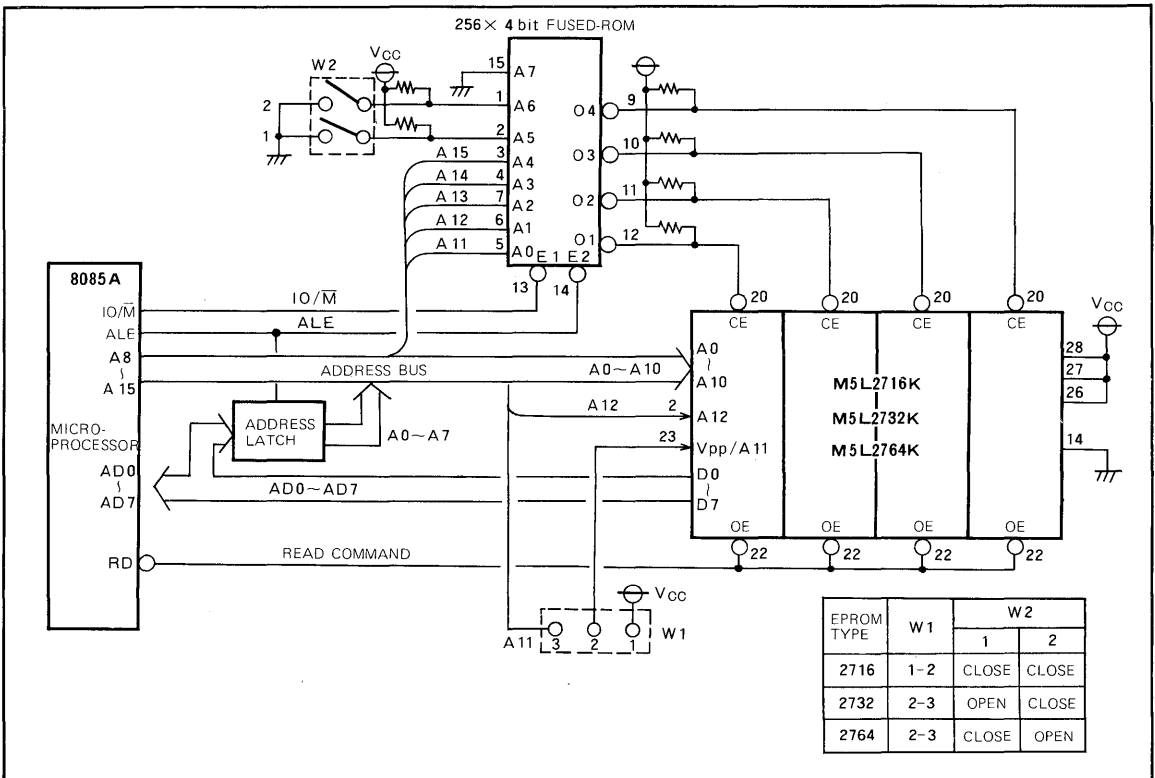 256× 4 bit FUSED-ROM
W2
VCC
2
1
15 A7
1 A6
2 A5
A15 3 A4
A14 4 A3
A13 7 A2
A12 6 A1
A11 5 A0
E1 E2
13 14
O4 9
O3 10
O2 11
O1 12
8085A
IO/M̅
ALE
A8
~
A15
MICRO-
PROCESSOR
AD0
~
AD7
RD
IO/M̅
ALE
ADDRESS BUS
A0~A10
ADDRESS
LATCH
A0~A7
AD0~AD7
READ COMMAND
A12 2
23
20 20 20 20
CE CE CE CE
A0
~
A10
A12
Vpp/A11
D0
~
D7
M5L2716K
M5L2732K
M5L2764K
OE OE OE OE
22 22 22 22
VCC
28
27
26
14
VCC
A11 3 2 1 W1
EPROM TYPE W1 W2
1 2
2716 1-2 CLOSE CLOSE
2732 2-3 OPEN CLOSE
2764 2-3 CLOSE OPEN